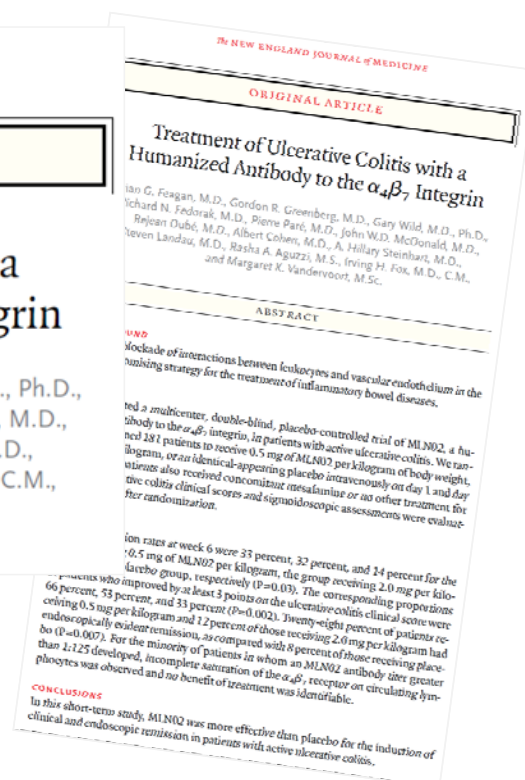 The NEW ENGLAND JOURNAL of MEDICINE
ORIGINAL ARTICLE
Treatment of Ulcerative Colitis with a
Humanized Antibody to the α4β7 Integrin
ian G. Feagan, M.D., Gordon R. Greenberg, M.D., Gary Wild, M.D., Ph.D.,
Richard N. Fedorak, M.D., Pierre Paré, M.D., John W.D. McDonald, M.D.,
Rejean Dubé, M.D., Albert Cohen, M.D., A. Hillary Steinhart, M.D.,
Steven Landau, M.D., Rasha A. Aguzzi, M.S., Irving H. Fox, M.D., C.M.,
and Margaret K. Vandervoort, M.Sc.
ABSTRACT
UND
lockade of interactions between leukocytes and vascular endothelium in the
omising strategy for the treatment of inflammatory bowel diseases.
ted a multicenter, double-blind, placebo-controlled trial of MLN02, a hu-
tibody to the α4β7 integrin, in patients with active ulcerative colitis. We ran-
ned 181 patients to receive 0.5 mg of MLN02 per kilogram of body weight,
ilogram, or an identical-appearing placebo intravenously on day 1 and day
atients also received concomitant mesalamine or no other treatment for
tive colitis clinical scores and sigmoidoscopic assessments were evaluat-
fter randomization.
ion rates at week 6 were 33 percent, 32 percent, and 14 percent for the
0.5 mg of MLN02 per kilogram, the group receiving 2.0 mg per kilo-
lacebo group, respectively (P=0.03). The corresponding proportions
patients who improved by at least 3 points on the ulcerative colitis clinical score were
66 percent, 53 percent, and 33 percent (P=0.002). Twenty-eight percent of patients re-
ceiving 0.5 mg per kilogram and 12 percent of those receiving 2.0 mg per kilogram had
endoscopically evident remission, as compared with 8 percent of those receiving place-
bo (P=0.007). For the minority of patients in whom an MLN02 antibody titer greater
than 1:125 developed, incomplete saturation of the α4β7 receptor on circulating lym-
phocytes was observed and no benefit of treatment was identifiable.
CONCLUSIONS
In this short-term study, MLN02 was more effective than placebo for the induction of
clinical and endoscopic remission in patients with active ulcerative colitis.
a
grin
., Ph.D.,
, M.D.,
.D.,
C.M.,